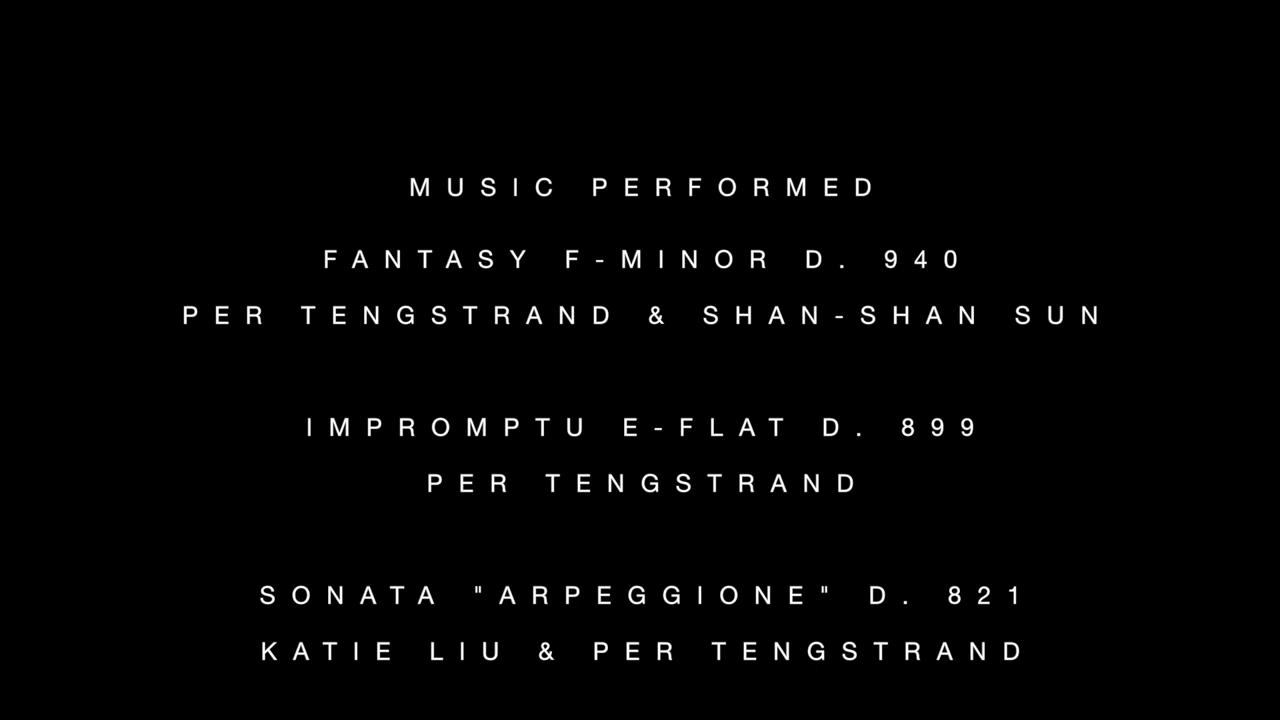 MUSIC PERFORMED
FANTASY F-MINOR D. 940
PER TENGSTRAND & SHAN-SHAN SUN
IMPROMPTU E-FLAT D. 899
PER TENGSTRAND
SONATA "ARPEGGIONE" D. 821
KATIE LIU & PER TENGSTRAND